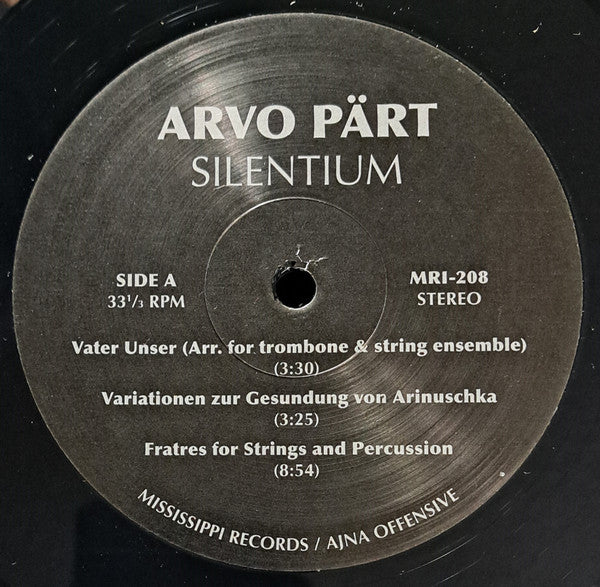 ARVO PÄRT
SILENTIUM
SIDE A
33⅓ RPM
MRI-208
STEREO
Vater Unser (Arr. for trombone & string ensemble)
(3:30)
Variationen zur Gesundung von Arinuschka
(3:25)
Fratres for Strings and Percussion
(8:54)
MISSISSIPPI RECORDS / AJNA OFFENSIVE